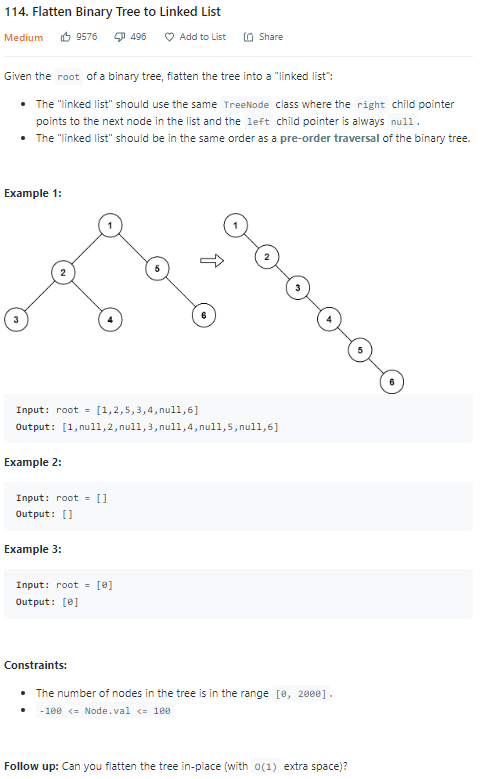 114. Flatten Binary Tree to Linked List
Medium 9576 496 Add to List Share
Given the root of a binary tree, flatten the tree into a "linked list":
• The "linked list" should use the same TreeNode class where the right child pointer
points to the next node in the list and the left child pointer is always null.
• The "linked list" should be in the same order as a pre-order traversal of the binary tree.
Example 1:
1 1
2 5 2
3 4 6 3
4
5
6
Input: root = [1,2,5,3,4,null,6]
Output: [1,null,2,null,3,null,4,null,5,null,6]
Example 2:
Input: root = []
Output: []
Example 3:
Input: root = [0]
Output: [0]
Constraints:
• The number of nodes in the tree is in the range [0, 2000].
• -100 <= Node.val <= 100
Follow up: Can you flatten the tree in-place (with O(1) extra space)?